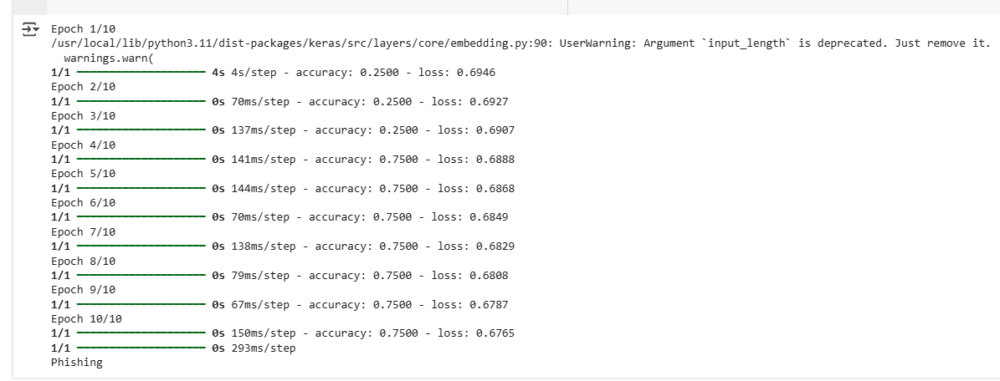 Epoch 1/10
/usr/local/lib/python3.11/dist-packages/keras/src/layers/core/embedding.py:90: UserWarning: Argument `input_length` is deprecated. Just remove it.
  warnings.warn(
1/1 ━━━━━━━━━━━━━━━━━━━━ 4s 4s/step - accuracy: 0.2500 - loss: 0.6946
Epoch 2/10
1/1 ━━━━━━━━━━━━━━━━━━━━ 0s 70ms/step - accuracy: 0.2500 - loss: 0.6927
Epoch 3/10
1/1 ━━━━━━━━━━━━━━━━━━━━ 0s 137ms/step - accuracy: 0.2500 - loss: 0.6907
Epoch 4/10
1/1 ━━━━━━━━━━━━━━━━━━━━ 0s 141ms/step - accuracy: 0.7500 - loss: 0.6888
Epoch 5/10
1/1 ━━━━━━━━━━━━━━━━━━━━ 0s 144ms/step - accuracy: 0.7500 - loss: 0.6868
Epoch 6/10
1/1 ━━━━━━━━━━━━━━━━━━━━ 0s 70ms/step - accuracy: 0.7500 - loss: 0.6849
Epoch 7/10
1/1 ━━━━━━━━━━━━━━━━━━━━ 0s 138ms/step - accuracy: 0.7500 - loss: 0.6829
Epoch 8/10
1/1 ━━━━━━━━━━━━━━━━━━━━ 0s 79ms/step - accuracy: 0.7500 - loss: 0.6808
Epoch 9/10
1/1 ━━━━━━━━━━━━━━━━━━━━ 0s 67ms/step - accuracy: 0.7500 - loss: 0.6787
Epoch 10/10
1/1 ━━━━━━━━━━━━━━━━━━━━ 0s 150ms/step - accuracy: 0.7500 - loss: 0.6765
1/1 ━━━━━━━━━━━━━━━━━━━━ 0s 293ms/step
Phishing